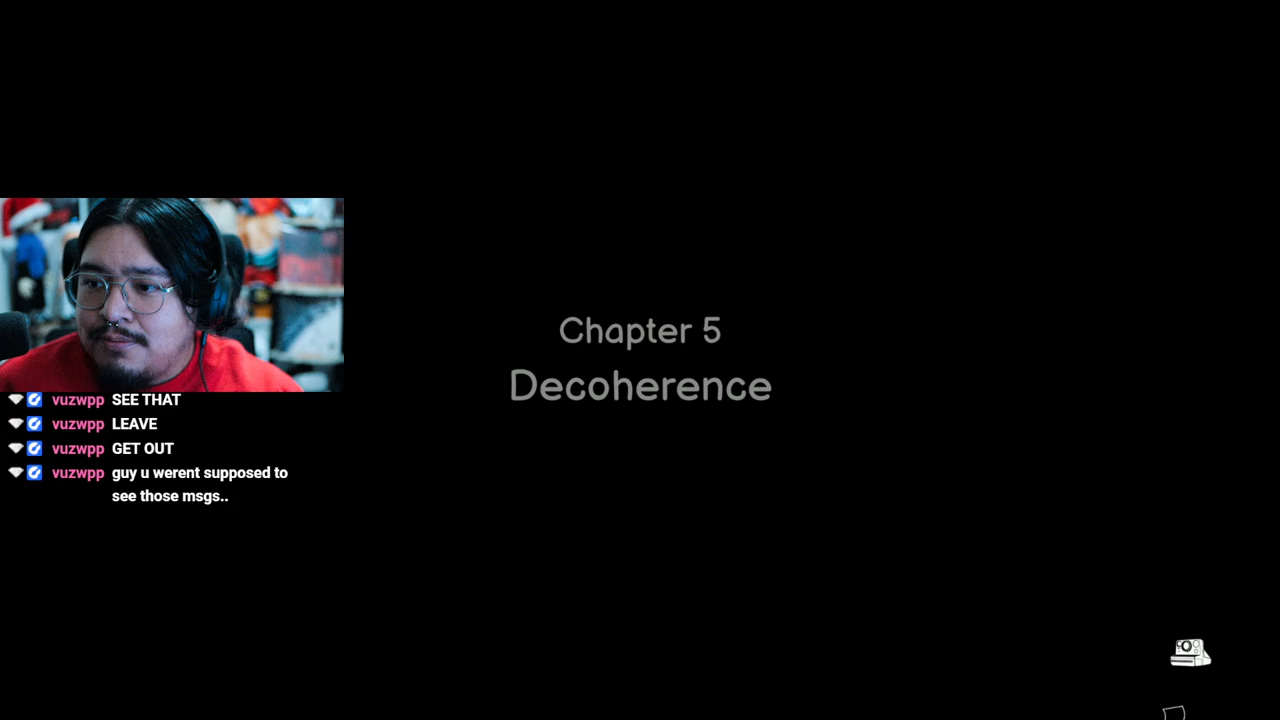 Chapter 5
Decoherence
vuzwpp SEE THAT
vuzwpp LEAVE
vuzwpp GET OUT
vuzwpp guy u werent supposed to
see those msgs..